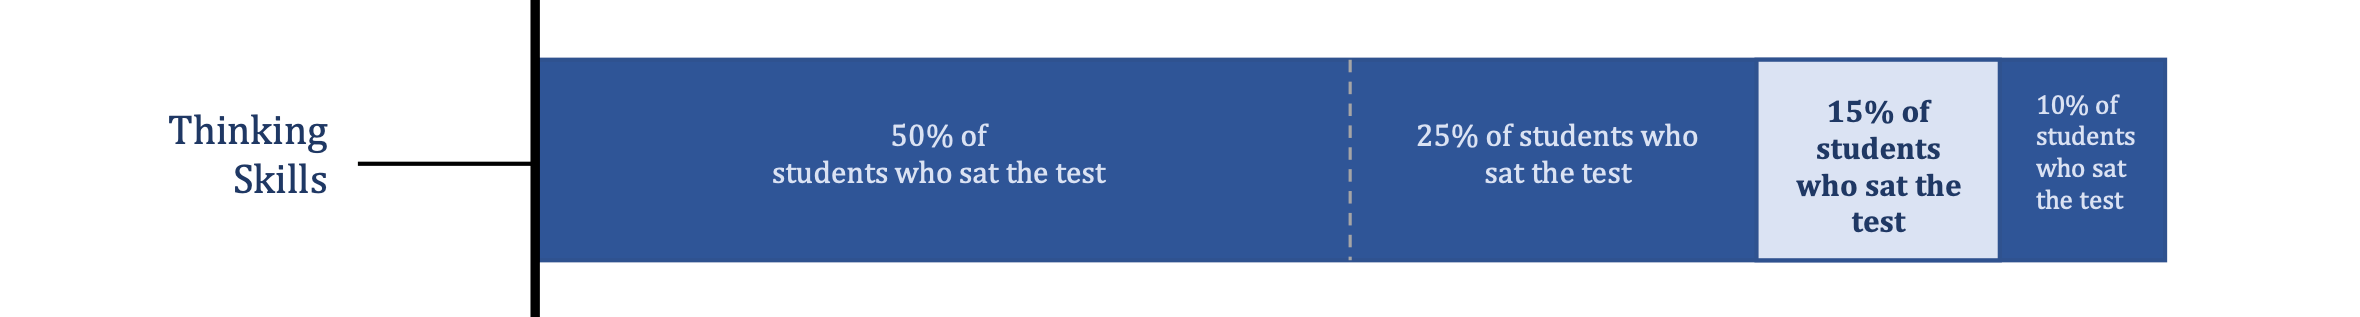 Thinking
Skills
50% of
students who sat the test
25% of students who
sat the test
15% of
students
who sat the
test
10% of
students
who sat
the test